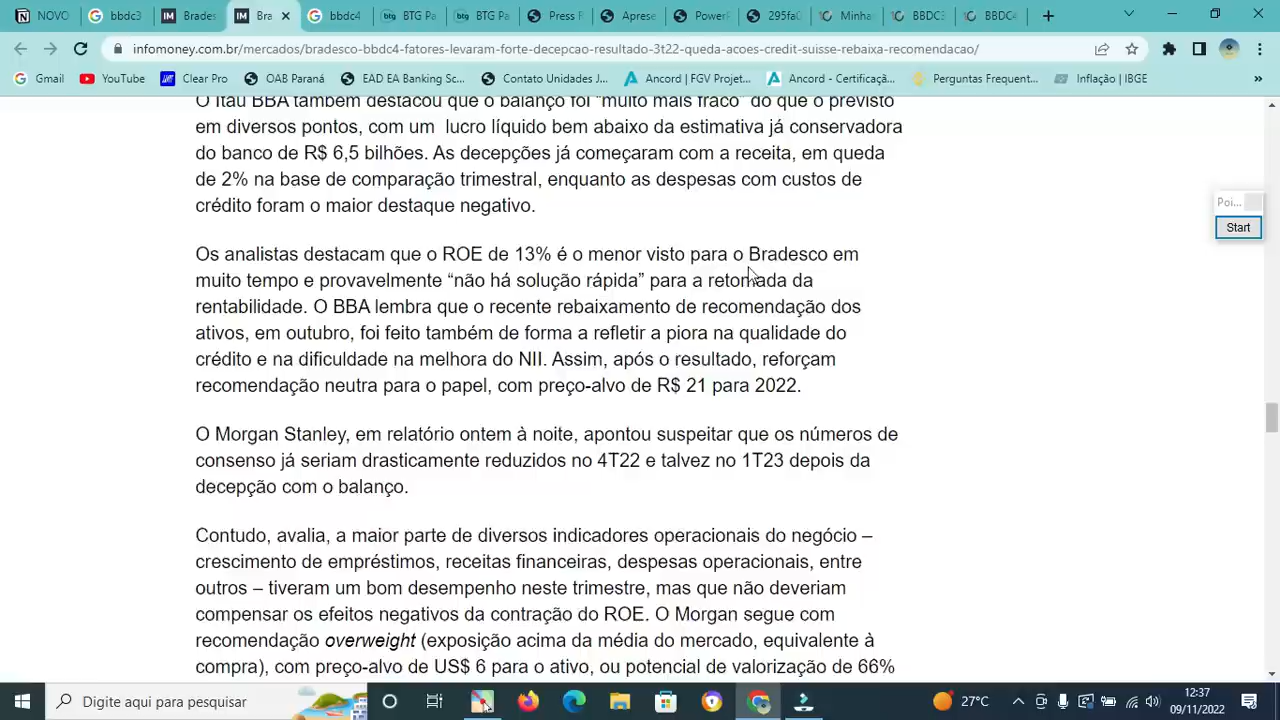 NOVO
bbdc3
Brades
Bra
bbdc4
BTG Pa
BTG Pa
Press R
Aprese
PowerP
295fa0
Minhas
BBDC3
BBDC4
infomoney.com.br/mercados/bradesco-bbdc4-fatores-levaram-forte-decepcao-resultado-3t22-queda-acoes-credit-suisse-rebaixa-recomendacao/
Gmail
YouTube
Clear Pro
OAB Paraná
EAD EA Banking Sc...
Contato Unidades J...
Ancord | FGV Projet...
Ancord - Certificaçã...
Perguntas Frequent...
Inflação | IBGE
»
O Itaú BBA também destacou que o balanço foi “muito mais fraco” do que o previsto
em diversos pontos, com um lucro líquido bem abaixo da estimativa já conservadora
do banco de R$ 6,5 bilhões. As decepções já começaram com a receita, em queda
de 2% na base de comparação trimestral, enquanto as despesas com custos de
crédito foram o maior destaque negativo.
Poi...
Start
Os analistas destacam que o ROE de 13% é o menor visto para o Bradesco em
muito tempo e provavelmente “não há solução rápida” para a retomada da
rentabilidade. O BBA lembra que o recente rebaixamento de recomendação dos
ativos, em outubro, foi feito também de forma a refletir a piora na qualidade do
crédito e na dificuldade na melhora do NII. Assim, após o resultado, reforçam
recomendação neutra para o papel, com preço-alvo de R$ 21 para 2022.
O Morgan Stanley, em relatório ontem à noite, apontou suspeitar que os números de
consenso já seriam drasticamente reduzidos no 4T22 e talvez no 1T23 depois da
decepção com o balanço.
Contudo, avalia, a maior parte de diversos indicadores operacionais do negócio –
crescimento de empréstimos, receitas financeiras, despesas operacionais, entre
outros – tiveram um bom desempenho neste trimestre, mas que não deveriam
compensar os efeitos negativos da contração do ROE. O Morgan segue com
recomendação overweight (exposição acima da média do mercado, equivalente à
compra), com preço-alvo de US$ 6 para o ativo, ou potencial de valorização de 66%
Digite aqui para pesquisar
27°C
12:37
09/11/2022